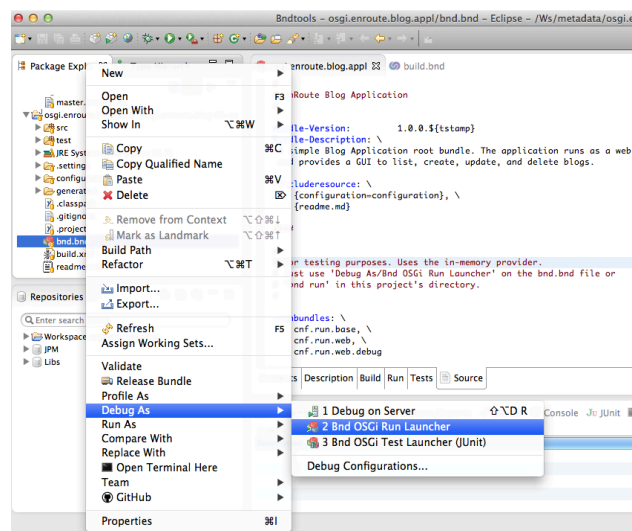 Bndtools – osgi.enroute.blog.appl/bnd.bnd – Eclipse – /Ws/metadata/osgi.e
Package Expl
enroute.blog.appl
build.bnd
master.
osgi.enrou
src
test
JRE Sys
.setting
configu
generat
.classpa
.gitigno
.project
bnd.bn
build.xm
readme
Repositories
Enter search
Workspace
JPM
Libs
New
Open F3
Open With
Show In ⌥⌘W
Copy ⌘C
Copy Qualified Name
Paste ⌘V
Delete ⌦
Remove from Context ⌥⇧⌘↓
Mark as Landmark ⌥⇧⌘↑
Build Path
Refactor ⌥⌘T
Import...
Export...
Refresh F5
Assign Working Sets...
Validate
Release Bundle
Profile As
Debug As
Run As
Compare With
Replace With
Open Terminal Here
Team
GitHub
Properties ⌘I
nRoute Blog Application
dle-Version: 1.0.0.${tstamp}
dle-Description: \
simple Blog Application root bundle. The application runs as a web
d provides a GUI to list, create, update, and delete blogs.
cluderesource: \
{configuration=configuration}, \
{readme.md}
#
or testing purposes. Uses the in-memory provider.
ust use 'Debug As/Bnd OSGi Run Launcher' on the bnd.bnd file or
bnd run' in this project's directory.
nbundles: \
cnf.run.base, \
cnf.run.web, \
cnf.run.web.debug
ts Description Build Run Tests Source
Console JUnit
1 Debug on Server ⇧⌥D R
2 Bnd OSGi Run Launcher
3 Bnd OSGi Test Launcher (JUnit)
Debug Configurations...